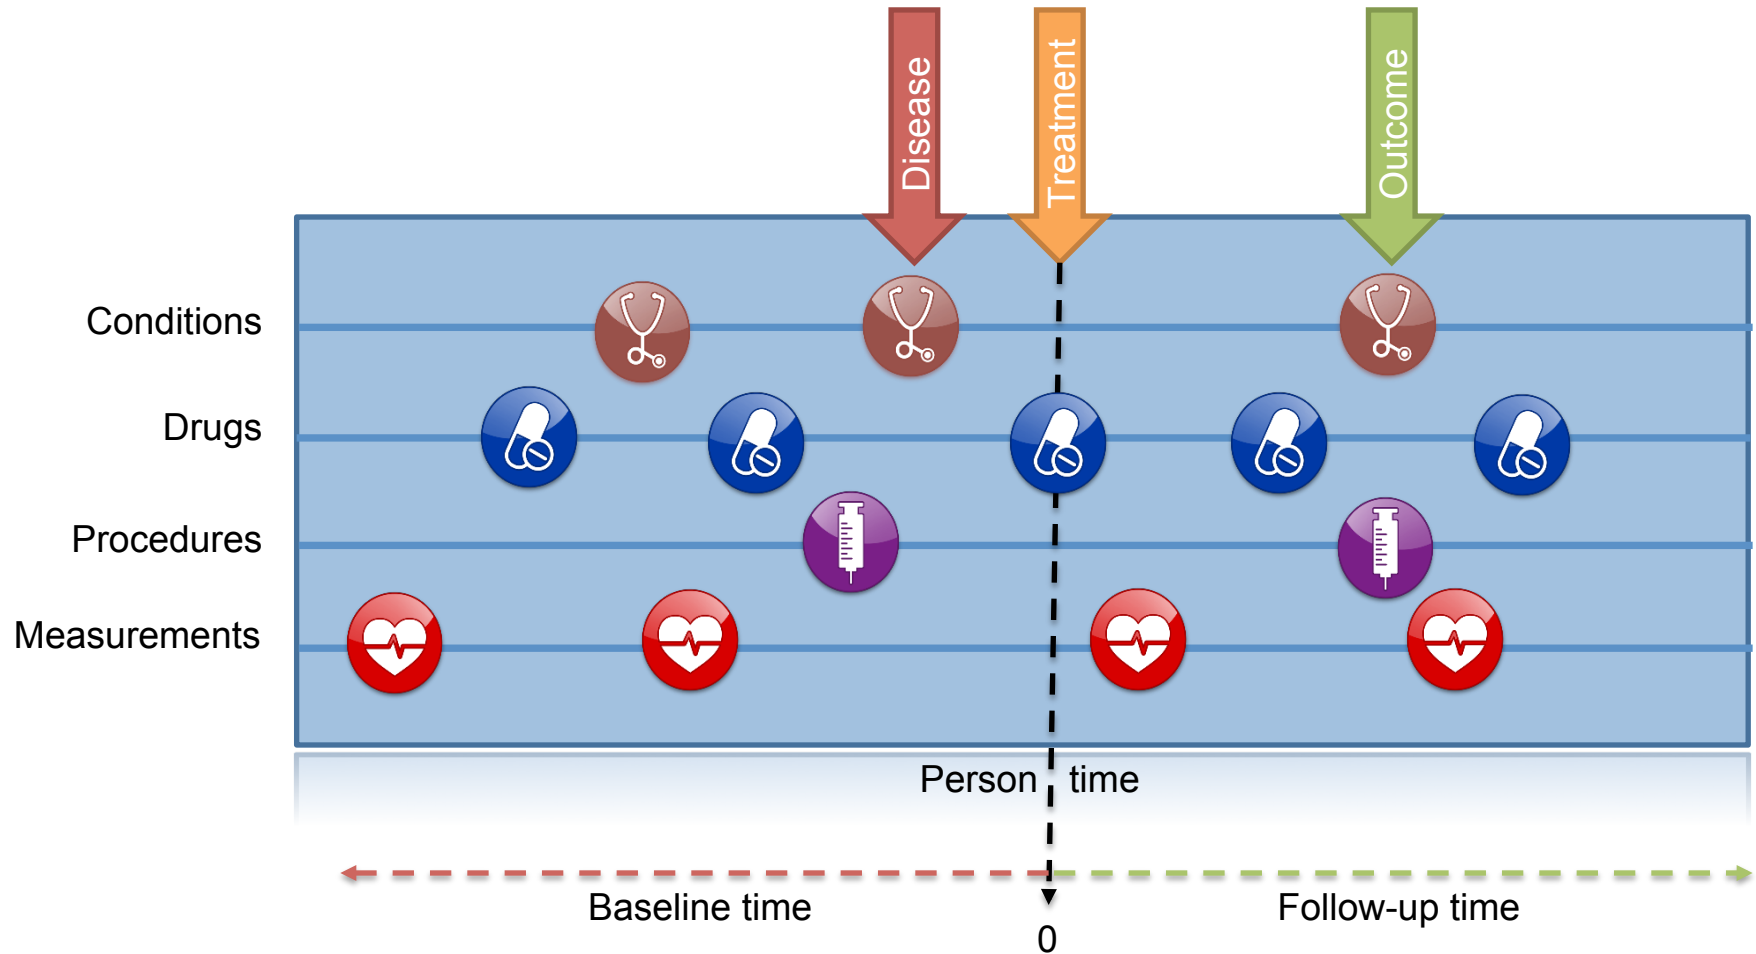 Disease
Treatment
Outcome
Conditions
Drugs
Procedures
Measurements
Person time
Baseline time
Follow-up time
0